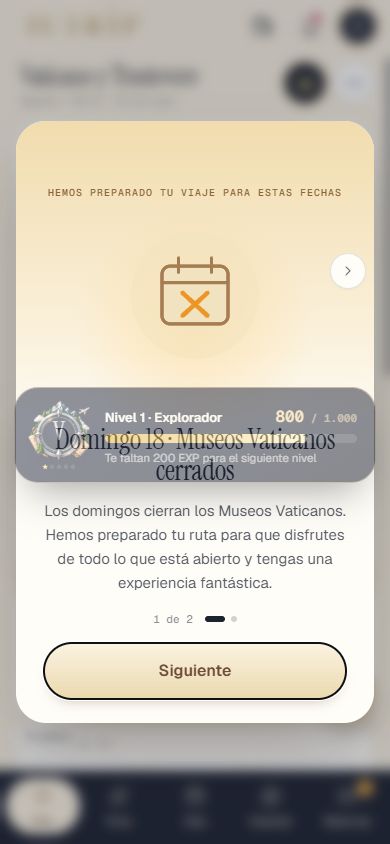 HEMOS PREPARADO TU VIAJE PARA ESTAS FECHAS
Nivel 1 · Explorador
800 / 1.000
Domingo 18 · Museos Vaticanos
Te faltan 200 EXP para el siguiente nivel
cerrados
Los domingos cierran los Museos Vaticanos.
Hemos preparado tu ruta para que disfrutes
de todo lo que está abierto y tengas una
experiencia fantástica.
1 de 2
Siguiente